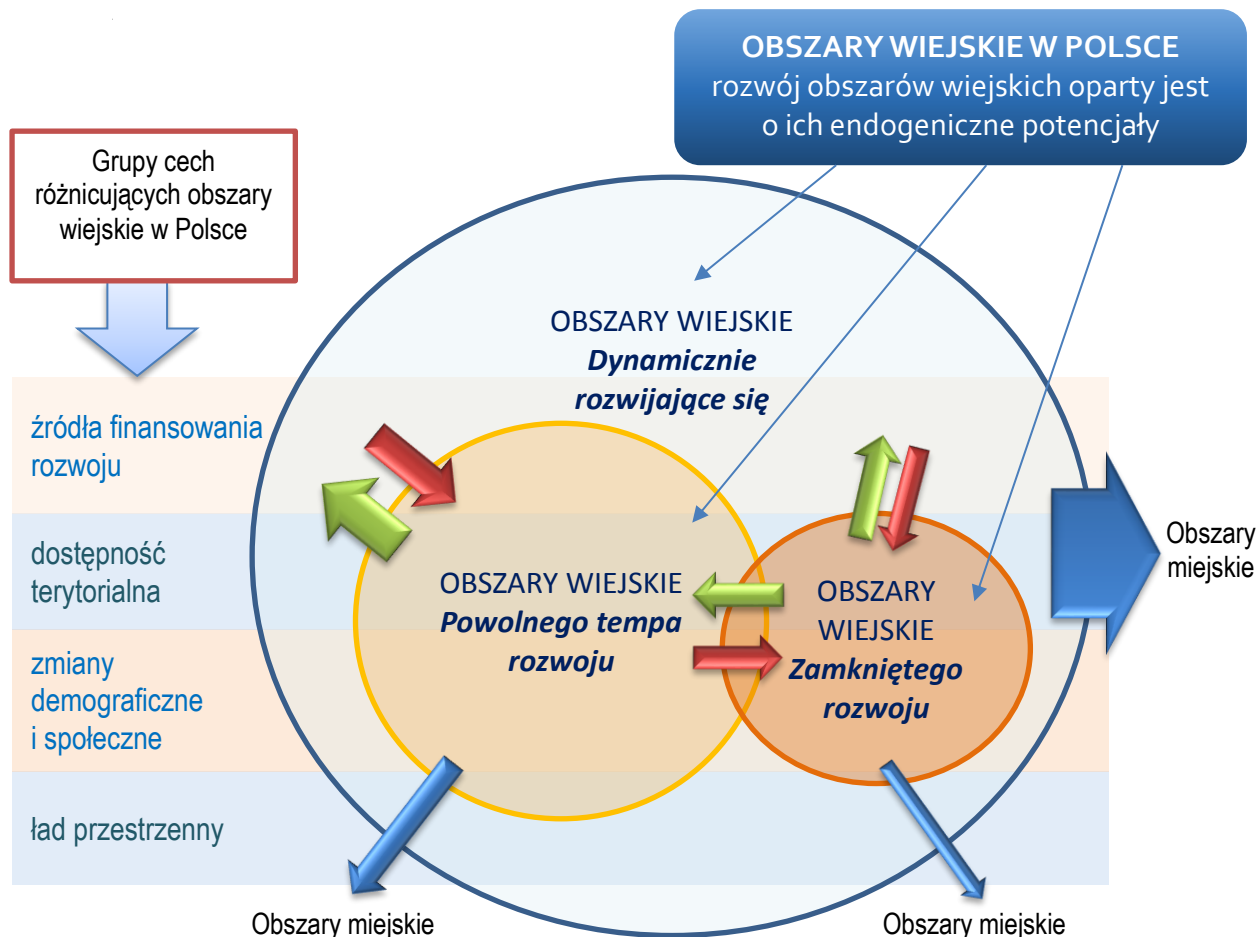 OBSZARY WIEJSKIE W POLSCE
rozwój obszarów wiejskich oparty jest
o ich endogeniczne potencjały
Grupy cech
różnicujących obszary
wiejskie w Polsce
OBSZARY WIEJSKIE
Dynamicznie
rozwijające się
źródła finansowania
rozwoju
dostępność
terytorialna
Obszary
miejskie
OBSZARY WIEJSKIE
Powolnego tempa
rozwoju
OBSZARY
WIEJSKIE
Zamkniętego
rozwoju
zmiany
demograficzne
i społeczne
ład przestrzenny
Obszary miejskie
Obszary miejskie